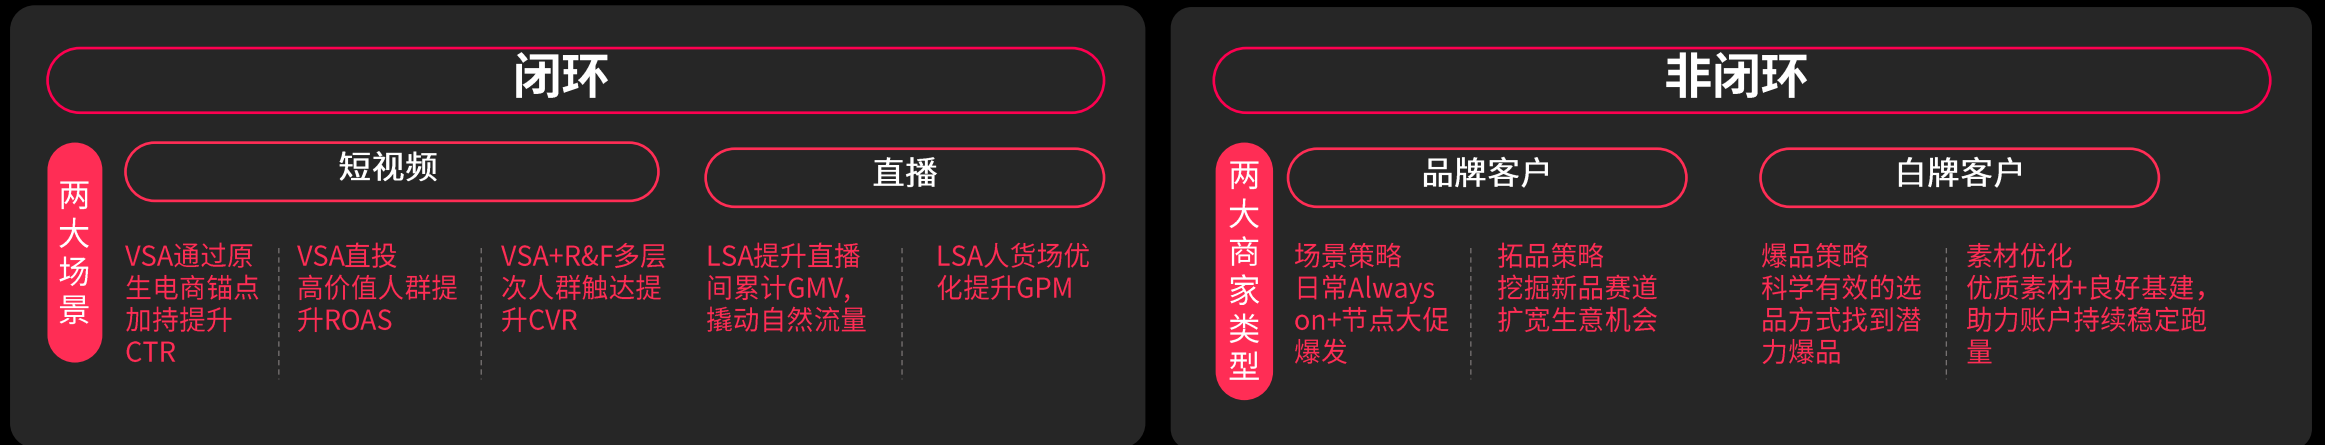 闭环
两大场景
短视频
VSA通过原
生电商锚点
加持提升
CTR
VSA直投
高价值人群提
升ROAS
VSA+R&F多层
次人群触达提
升CVR
直播
LSA提升直播
间累计GMV,
撬动自然流量
LSA人货场优
化提升GPM
非闭环
两大商家类型
品牌客户
场景策略
日常Always
on+节点大促
爆发
拓品策略
挖掘新品赛道
扩宽生意机会
白牌客户
爆品策略
科学有效的选
品方式找到潜
力爆品
素材优化
优质素材+良好基建，
助力账户持续稳定跑
量